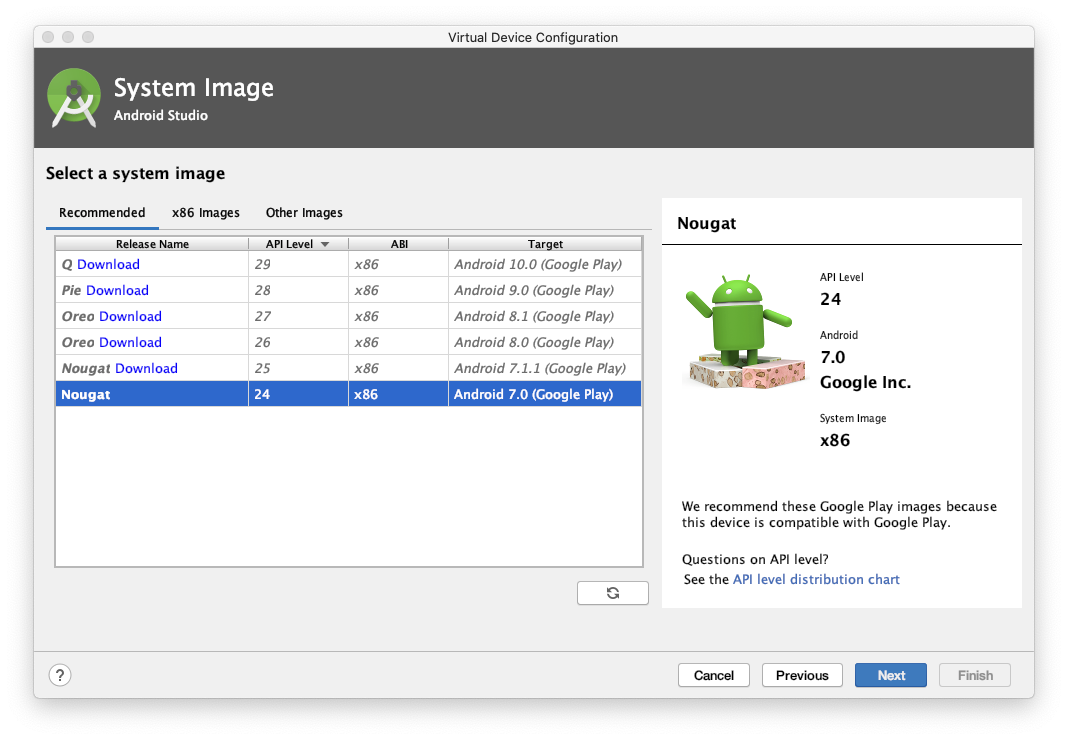 Virtual Device Configuration
System Image
Android Studio
Select a system image
Recommended x86 Images Other Images
Release Name API Level ABI Target
Q Download 29 x86 Android 10.0 (Google Play)
Pie Download 28 x86 Android 9.0 (Google Play)
Oreo Download 27 x86 Android 8.1 (Google Play)
Oreo Download 26 x86 Android 8.0 (Google Play)
Nougat Download 25 x86 Android 7.1.1 (Google Play)
Nougat 24 x86 Android 7.0 (Google Play)
Nougat
API Level
24
Android
7.0
Google Inc.
System Image
x86
We recommend these Google Play images because
this device is compatible with Google Play.
Questions on API level?
See the API level distribution chart
?
Cancel Previous Next Finish